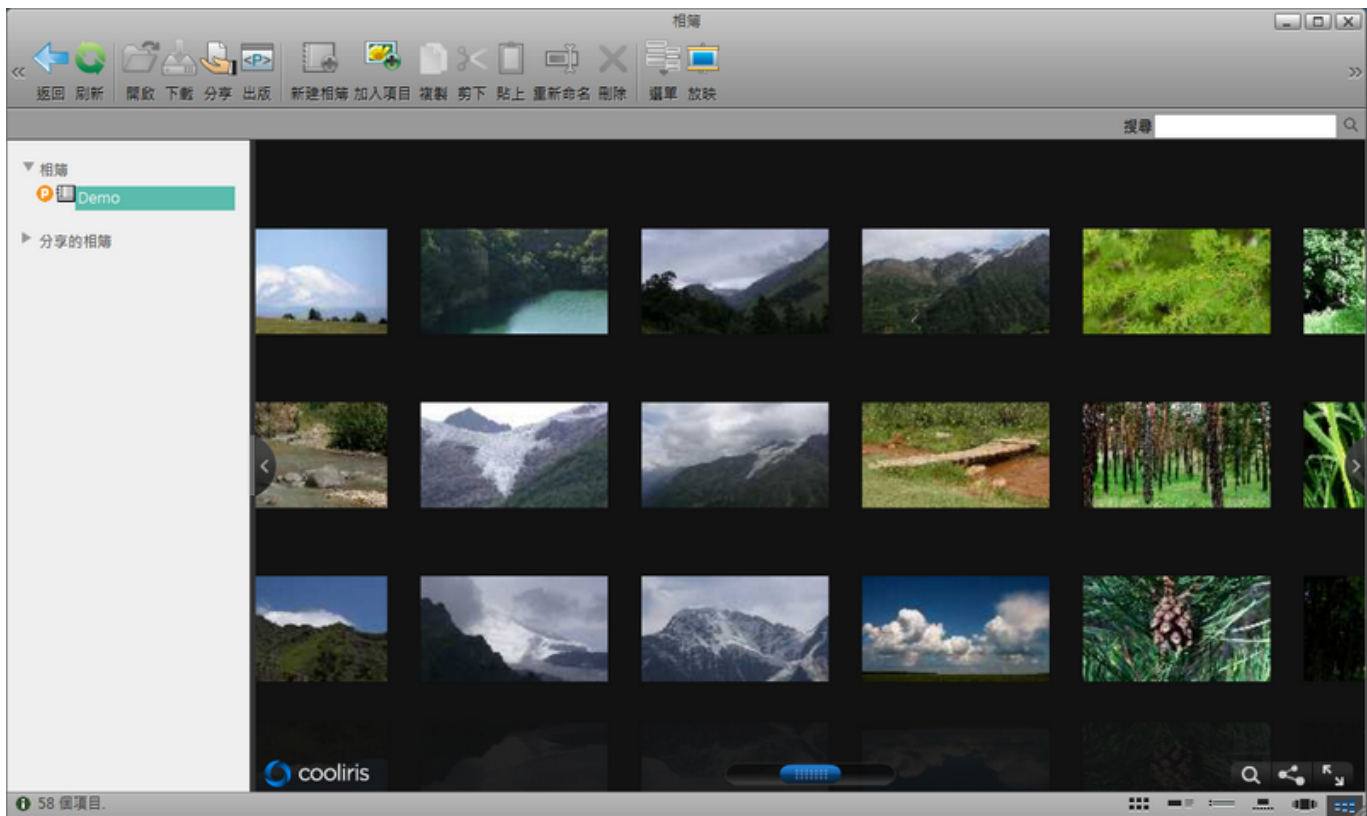 相簿
返回 刷新 開啟 下載 分享 出版 新建相簿 加入項目 複製 剪下 貼上 重新命名 刪除 選單 放映
<P>
搜尋
相簿
P Demo
分享的相簿
cooliris
58 個項目.